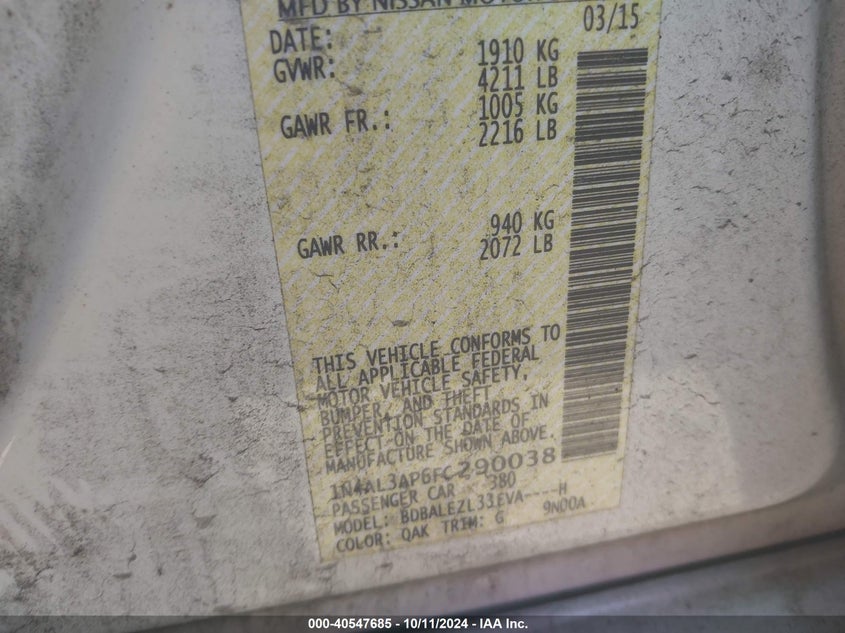 MFD BY NISSAN MOTOR
DATE: 03/15
GVWR: 1910 KG
4211 LB
GAWR FR.: 1005 KG
2216 LB
GAWR RR.: 940 KG
2072 LB
THIS VEHICLE CONFORMS TO
ALL APPLICABLE FEDERAL
MOTOR VEHICLE SAFETY,
BUMPER, AND THEFT
PREVENTION STANDARDS IN
EFFECT ON THE DATE OF
MANUFACTURE SHOWN ABOVE.
1N4AL3AP6FC290038
PASSENGER CAR 380
MODEL: BDBALEZL33EVA----H
COLOR: QAK TRIM: G 9N00A
000-40547685 - 10/11/2024 - IAA Inc.